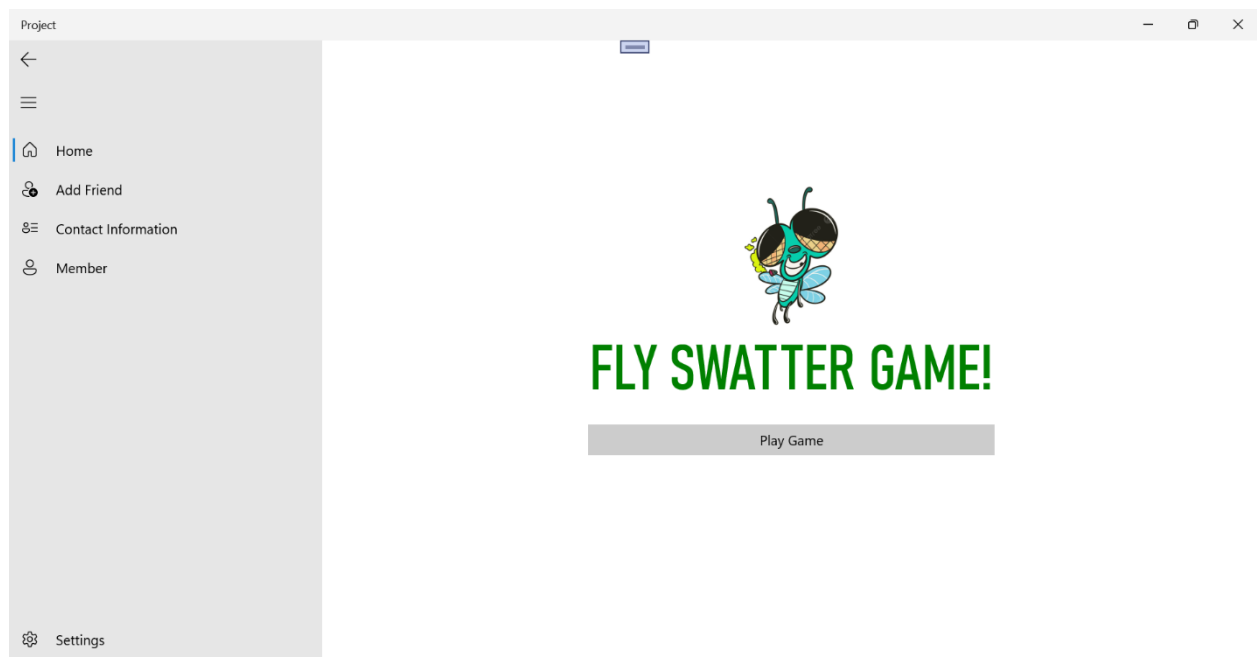 Project
Home
Add Friend
Contact Information
Member
FLY SWATTER GAME!
Play Game
Settings